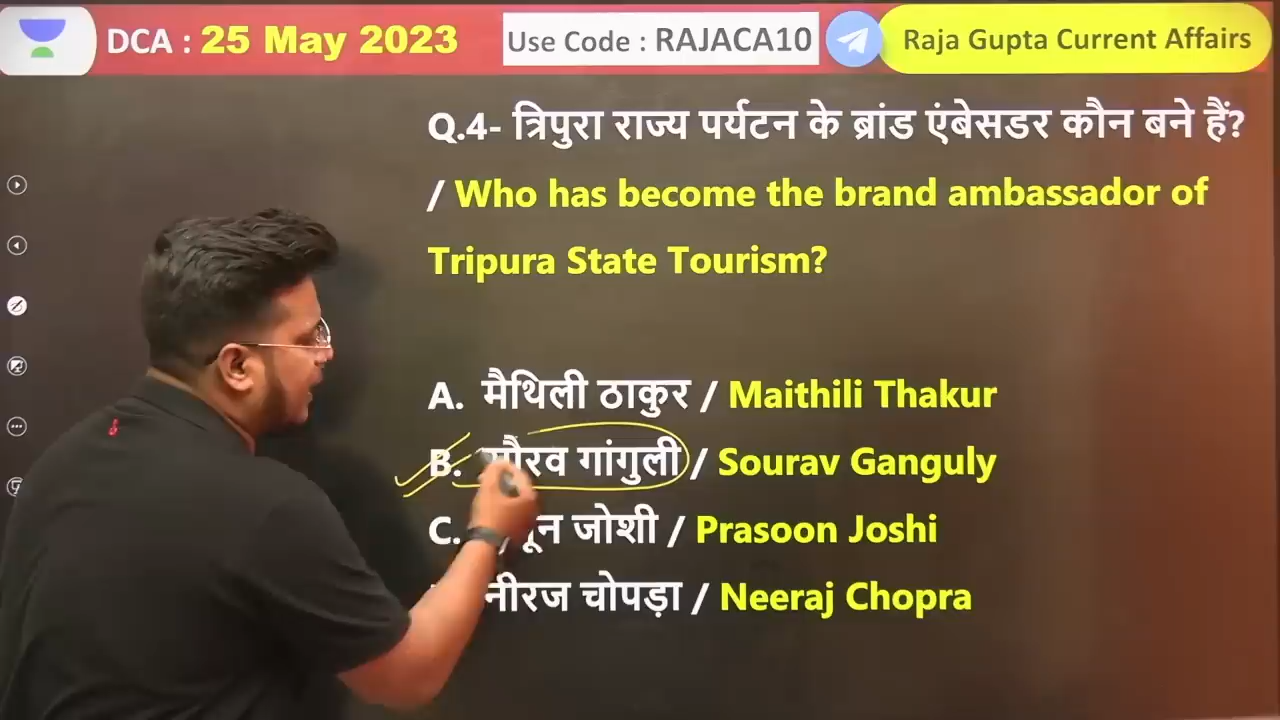 DCA : 25 May 2023
Use Code : RAJACA10
Raja Gupta Current Affairs
Q.4- त्रिपुरा राज्य पर्यटन के ब्रांड एंबेसडर कौन बने हैं?
/ Who has become the brand ambassador of
Tripura State Tourism?
A. मैथिली ठाकुर / Maithili Thakur
B. गांगुली / Sourav Ganguly
C. जोशी / Prasoon Joshi
नीरज चोपड़ा / Neeraj Chopra